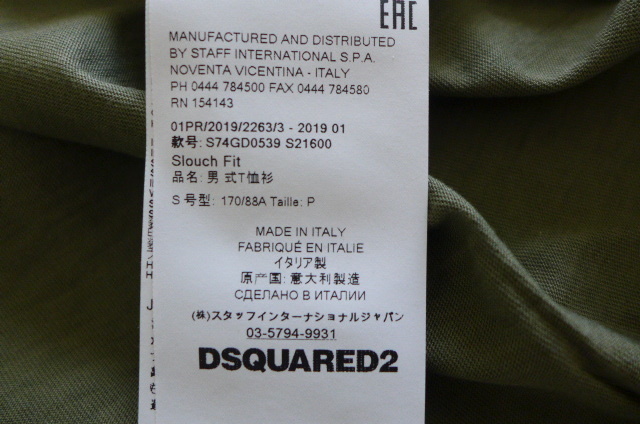 EAC
MANUFACTURED AND DISTRIBUTED
BY STAFF INTERNATIONAL S.P.A.
NOVENTA VICENTINA - ITALY
PH 0444 784500 FAX 0444 784580
RN 154143
01PR/2019/2263/3 - 2019 01
款号: S74GD0539 S21600
Slouch Fit
品名: 男 式T恤衫
S 号型: 170/88A Taille: P
MADE IN ITALY
FABRIQUÉ EN ITALIE
イタリア製
原产国: 意大利製造
СДЕЛАНО В ИТАЛИИ
(株)スタッフインターナショナルジャパン
03-5794-9931
DSQUARED2